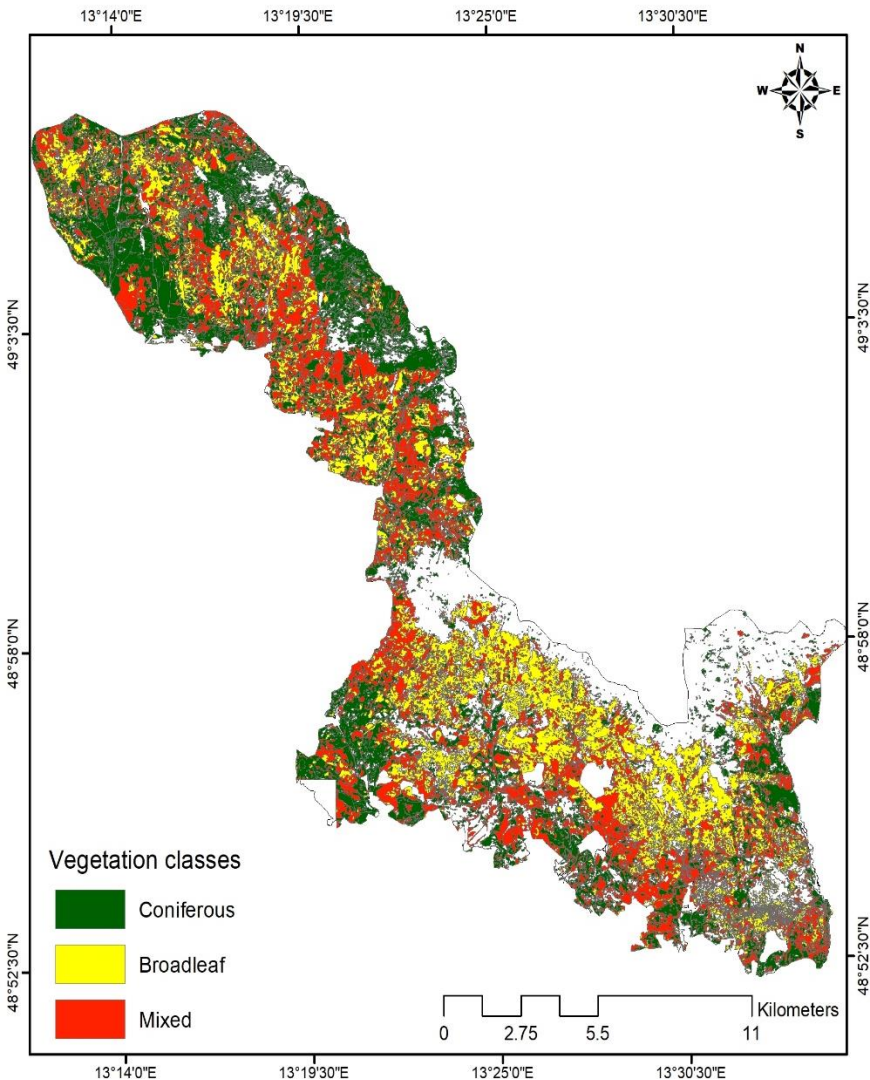 13°14'0"E 13°19'30"E 13°25'0"E 13°30'30"E
N
W E
S
49°3'30"N 49°3'30"N
48°58'0"N 48°58'0"N
Vegetation classes
Coniferous
Broadleaf
Mixed
48°52'30"N 48°52'30"N
Kilometers
0 2.75 5.5 11
13°14'0"E 13°19'30"E 13°25'0"E 13°30'30"E